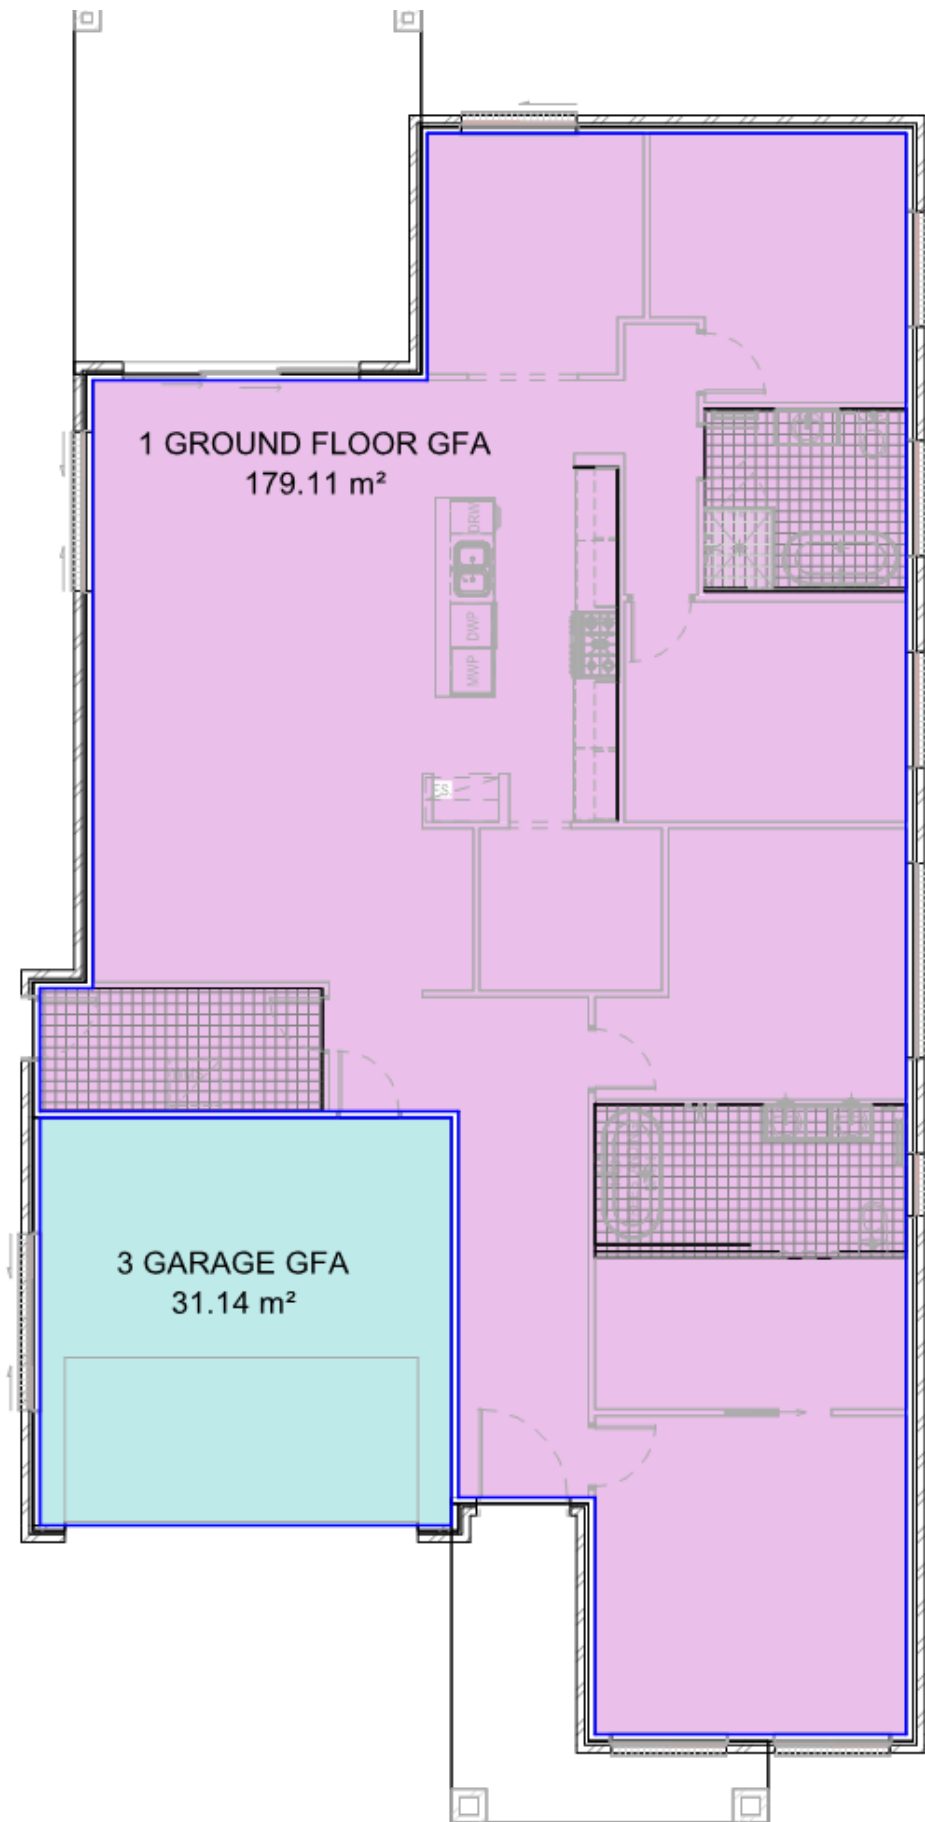 1 GROUND FLOOR GFA
179.11 m²
DRW
DWP
MWP
ES
3 GARAGE GFA
31.14 m²